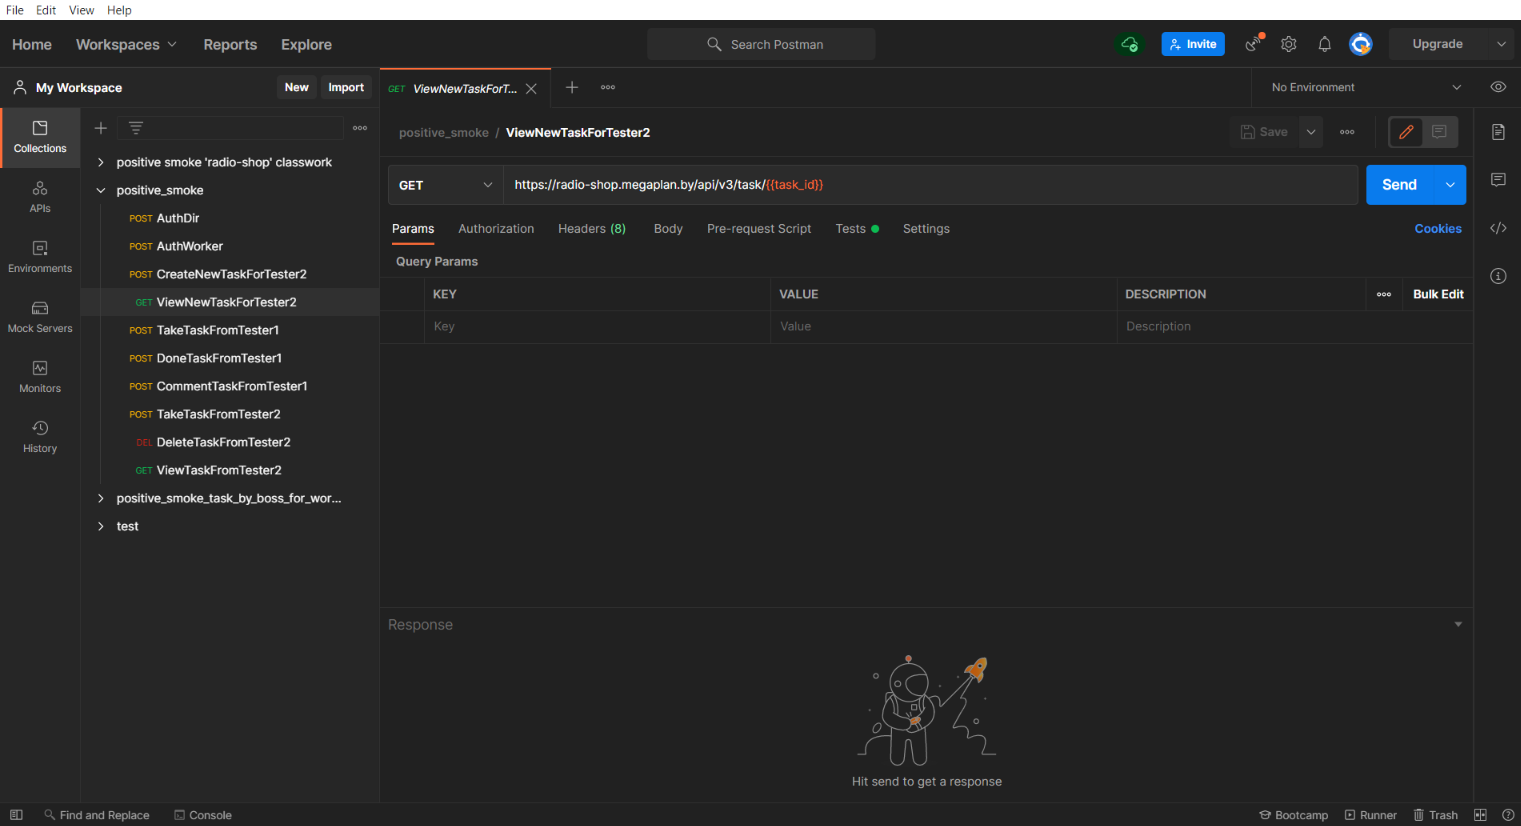 File Edit View Help
Home Workspaces Reports Explore Search Postman Invite Upgrade
My Workspace New Import GET ViewNewTaskForT... No Environment
Collections
APIs
Environments
Mock Servers
Monitors
History
positive smoke 'radio-shop' classwork
positive_smoke
POST AuthDir
POST AuthWorker
POST CreateNewTaskForTester2
GET ViewNewTaskForTester2
POST TakeTaskFromTester1
POST DoneTaskFromTester1
POST CommentTaskFromTester1
POST TakeTaskFromTester2
DEL DeleteTaskFromTester2
GET ViewTaskFromTester2
positive_smoke_task_by_boss_for_wor...
test
positive_smoke / ViewNewTaskForTester2 Save
GET https://radio-shop.megaplan.by/api/v3/task/{{task_id}} Send
Params Authorization Headers (8) Body Pre-request Script Tests Settings Cookies
Query Params
KEY VALUE DESCRIPTION Bulk Edit
Key Value Description
Response
Hit send to get a response
Find and Replace Console Bootcamp Runner Trash